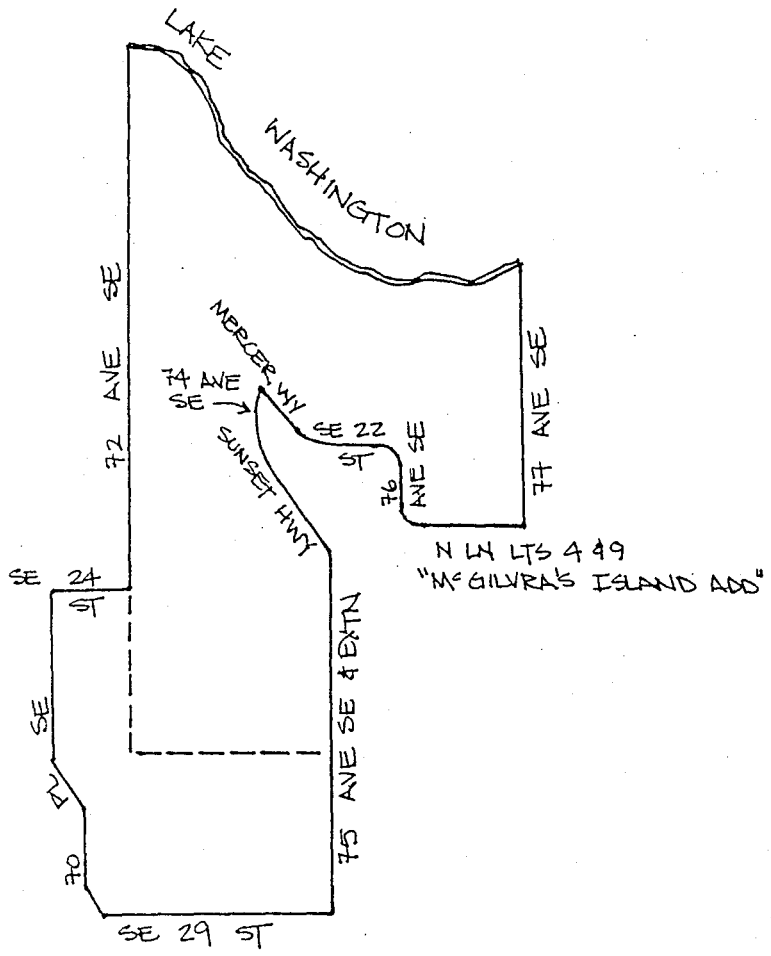 LAKE
WASHINGTON
72 AVE SE
MERCER WY
74 AVE
SE
SUNSET HWY
SE 22
ST
76 AVE SE
77 AVE SE
N LN LTS 4 & 9
"McGILVRA'S ISLAND ADD"
SE 24
ST
70 PL SE
75 AVE SE & EXTN
SE 29 ST